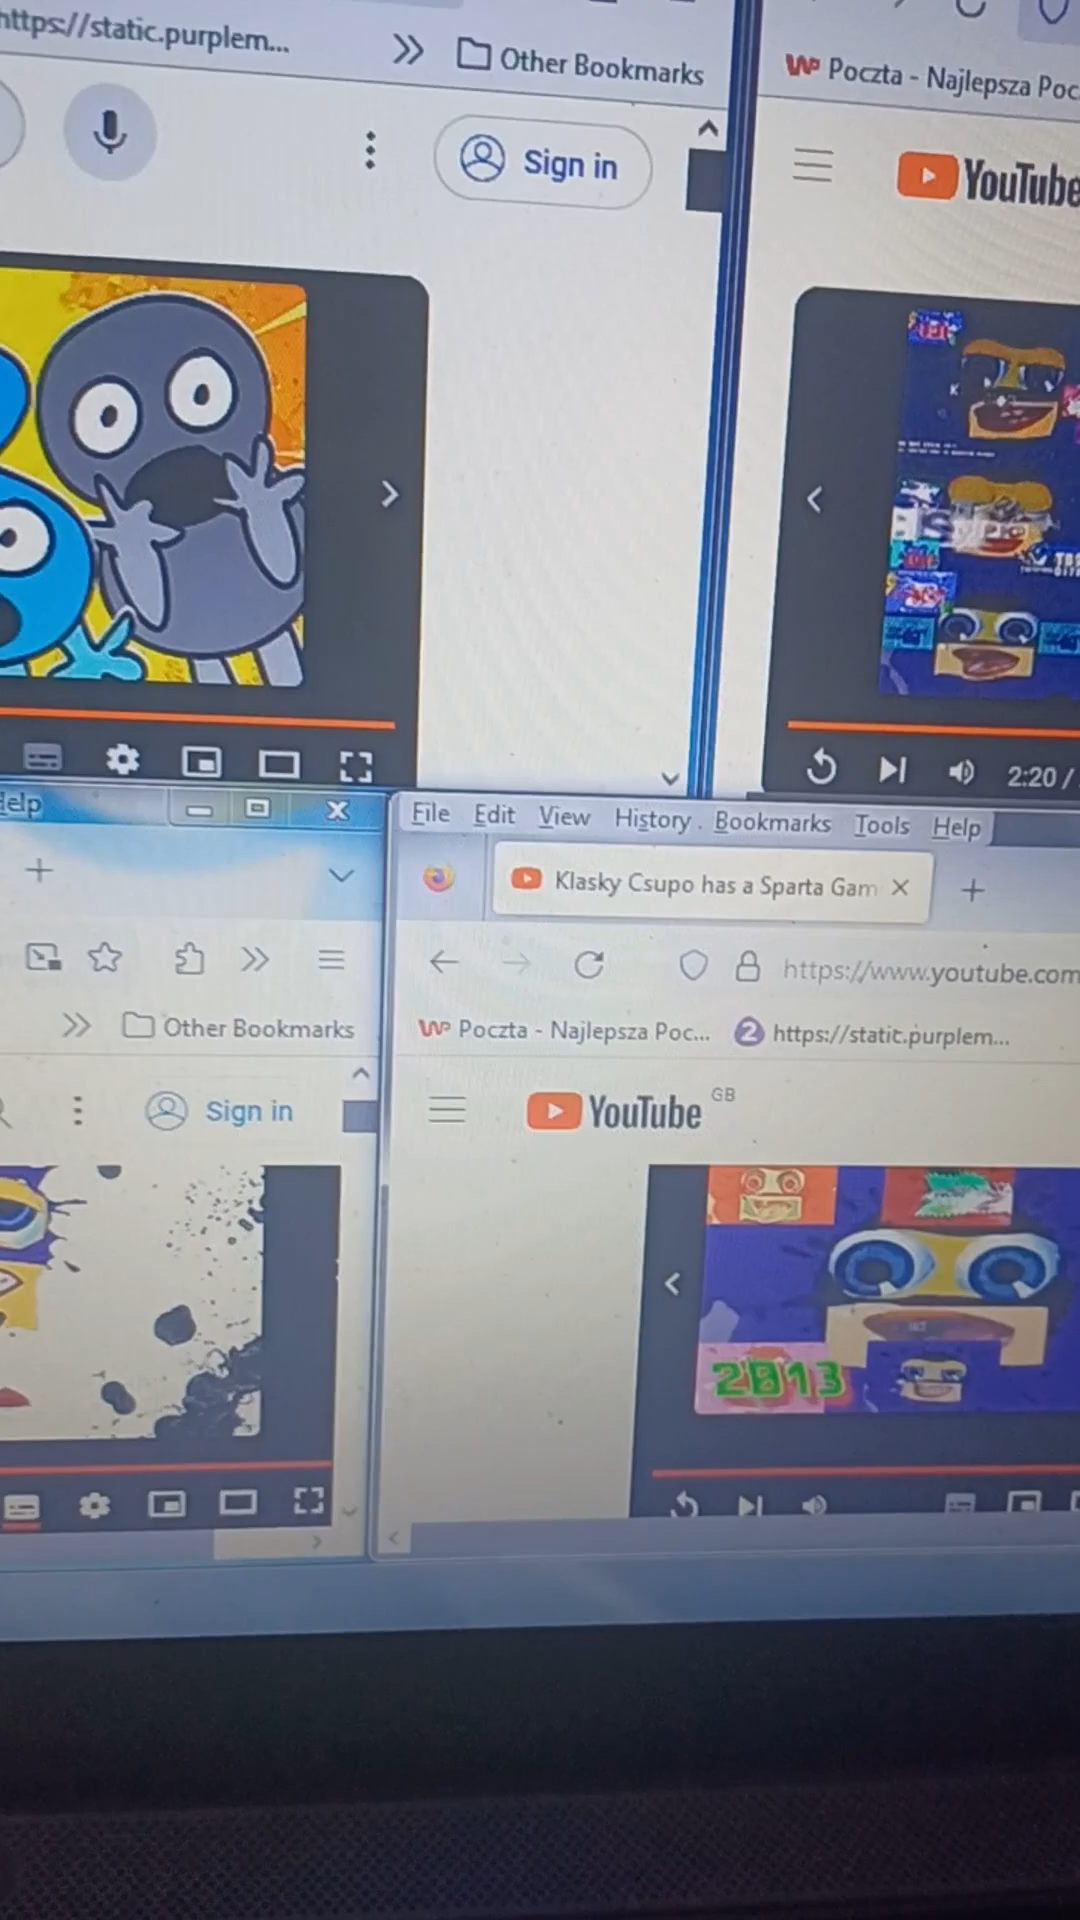 https://static.purplem...
Other Bookmarks
Sign in
Poczta - Najlepsza Poc
YouTube
2:20 /
Help
File Edit View History Bookmarks Tools Help
Klasky Csupo has a Sparta Gam
https://www.youtube.com
Other Bookmarks
Poczta - Najlepsza Poc...
2 https://static.purplem...
Sign in
YouTube GB
2013